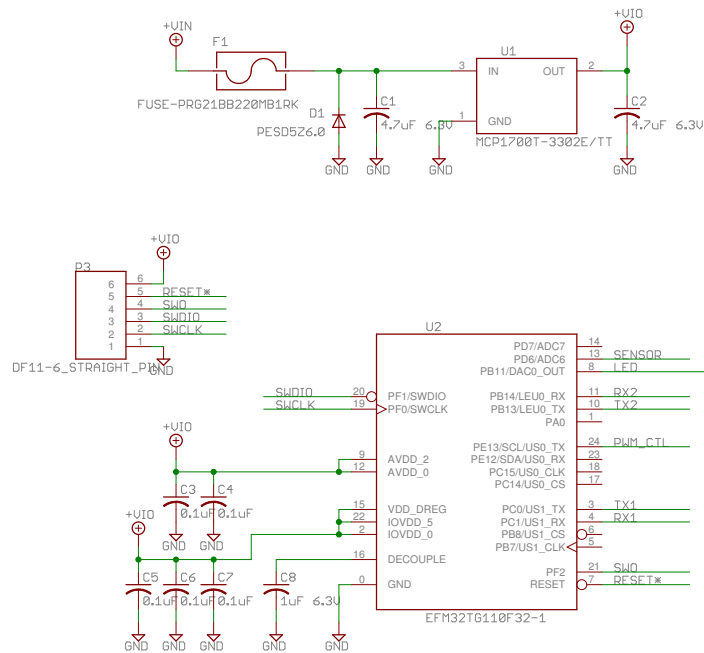 +VIN
F1
FUSE-PRG21BB220MB1RK
D1
PESD5Z6.0
GND
C1
4.7uF 6.3V
GND
GND
U1
3 IN OUT 2
1 GND
MCP1700T-3302E/TT
+VIO
C2
4.7uF 6.3V
GND
+VIO
P3
6 6
5 5 RESET*
4 4 SWO
3 3 SWDIO
2 2 SWCLK
1 1
DF11-6_STRAIGHT_PIN
GND
U2
SWDIO 20 PF1/SWDIO
SWCLK 19 PF0/SWCLK
+VIO
9 AVDD_2
12 AVDD_0
C3
0.1uF
C4
0.1uF
GND
GND
15 VDD_DREG
22 IOVDD_5
2 IOVDD_0
16 DECOUPLE
0 GND
+VIO
C5
0.1uF
C6
0.1uF
C7
0.1uF
C8
1uF 6.3V
GND
GND
GND
GND
GND
PD7/ADC7 14
PD6/ADC6 13 SENSOR
PB11/DAC0_OUT 8 LED
PB14/LEU0_RX 11 RX2
PB13/LEU0_TX 10 TX2
PA0 1
PE13/SCL/US0_TX 24 PWM_CTL
PE12/SDA/US0_RX 23
PC15/US0_CLK 18
PC14/US0_CS 17
PC0/US1_TX 3 TX1
PC1/US1_RX 4 RX1
PB8/US1_CS 6
PB7/US1_CLK 5
PF2 21 SWO
RESET 7 RESET*
EFM32TG110F32-1